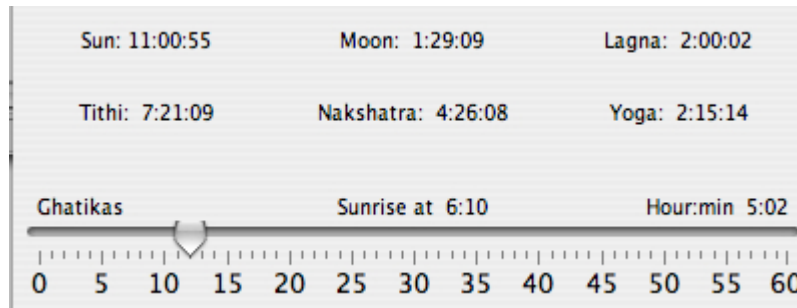 Sun: 11:00:55 Moon: 1:29:09 Lagna: 2:00:02
Tithi: 7:21:09 Nakshatra: 4:26:08 Yoga: 2:15:14
Ghatikas Sunrise at 6:10 Hour:min 5:02
0 5 10 15 20 25 30 35 40 45 50 55 60